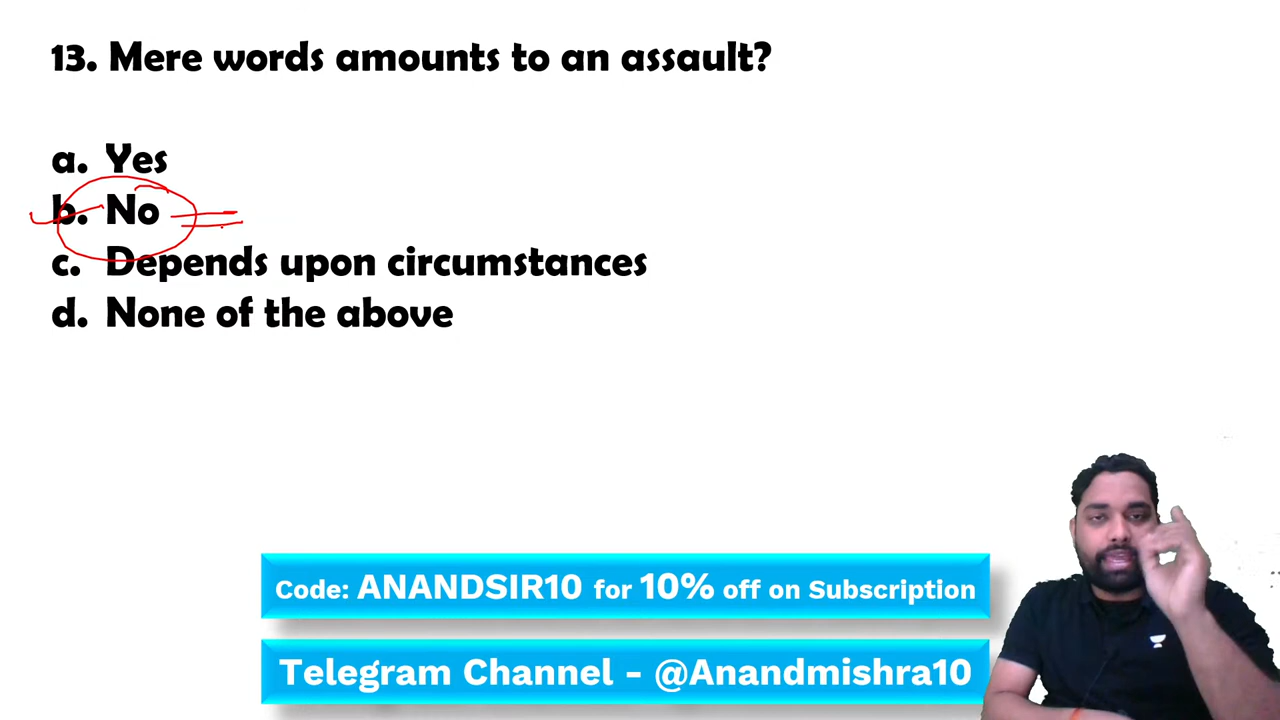 13. Mere words amounts to an assault?
a. Yes
b. No
c. Depends upon circumstances
d. None of the above
Code: ANANDSIR10 for 10% off on Subscription
Telegram Channel - @Anandmishra10